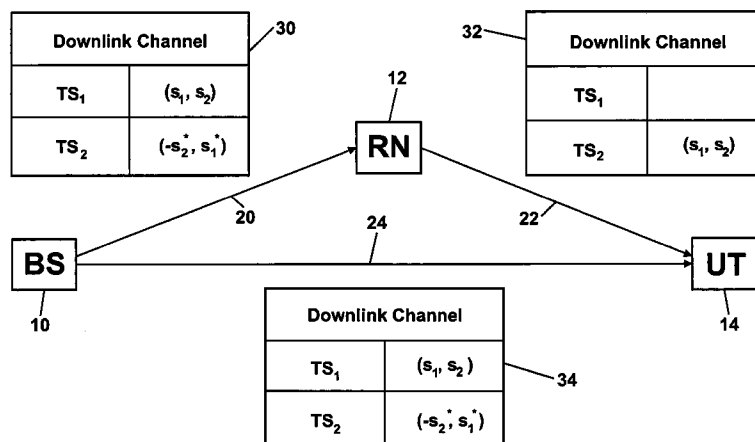 Downlink Channel
TS₁ (s₁, s₂)
TS₂ (-s₂*, s₁*)
30
32
Downlink Channel
TS₁
TS₂ (s₁, s₂)
12
RN
20
22
24
BS
10
UT
14
Downlink Channel
TS₁ (s₁, s₂ )
TS₂ (-s₂*, s₁*)
34